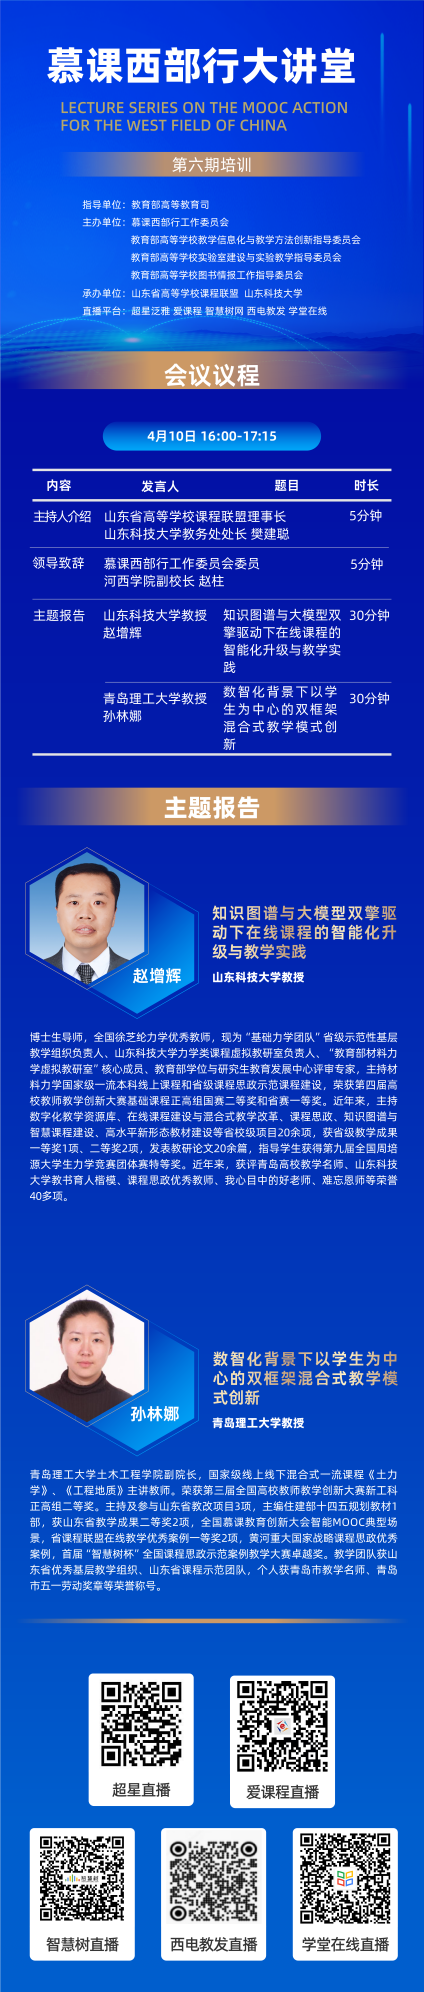 慕课西部行大讲堂
LECTURE SERIES ON THE MOOC ACTION
FOR THE WEST FIELD OF CHINA
第六期培训
指导单位：教育部高等教育司
主办单位：慕课西部行工作委员会
教育部高等学校教学信息化与教学方法创新指导委员会
教育部高等学校实验室建设与实验教学指导委员会
教育部高等学校图书情报工作指导委员会
承办单位：山东省高等学校课程联盟 山东科技大学
直播平台：超星泛雅 爱课程 智慧树网 西电教发 学堂在线
会议议程
4月10日 16:00-17:15
内容 发言人 题目 时长
主持人介绍 山东省高等学校课程联盟理事长 5分钟
山东科技大学教务处处长 樊建聪
领导致辞 慕课西部行工作委员会委员 5分钟
河西学院副校长 赵柱
主题报告 山东科技大学教授 知识图谱与大模型双 30分钟
赵增辉 擎驱动下在线课程的
智能化升级与教学实
践
青岛理工大学教授 数智化背景下以学 30分钟
孙林娜 生为中心的双框架
混合式教学模式创
新
主题报告
赵增辉
知识图谱与大模型双擎驱
动下在线课程的智能化升
级与教学实践
山东科技大学教授
博士生导师，全国徐芝纶力学优秀教师，现为“基础力学团队”省级示范性基层
教学组织负责人、山东科技大学力学类课程虚拟教研室负责人、“教育部材料力
学虚拟教研室”核心成员、教育部学位与研究生教育发展中心评审专家，主持材
料力学国家级一流本科线上课程和省级课程思政示范课程建设，荣获第四届高
校教师教学创新大赛基础课程正高组国赛二等奖和省赛一等奖。近年来，主持
数字化教学资源库、在线课程建设与混合式教学改革、课程思政、知识图谱与
智慧课程建设、高水平新形态教材建设等省校级项目20余项，获省级教学成果
一等奖1项、二等奖2项，发表教研论文20余篇，指导学生获得第九届全国周培
源大学生力学竞赛团体赛特等奖。近年来，获评青岛高校教学名师、山东科技
大学教书育人楷模、课程思政优秀教师、我心目中的好老师、难忘恩师等荣誉
40多项。
孙林娜
数智化背景下以学生为中
心的双框架混合式教学模
式创新
青岛理工大学教授
青岛理工大学土木工程学院副院长，国家级线上线下混合式一流课程《土力
学》、《工程地质》主讲教师。荣获第三届全国高校教师教学创新大赛新工科
正高组二等奖。主持及参与山东省教改项目3项，主编住建部十四五规划教材1
部，获山东省教学成果二等奖2项，全国慕课教育创新大会智能MOOC典型场
景，省课程联盟在线教学优秀案例一等奖2项，黄河重大国家战略课程思政优秀
案例，首届“智慧树杯”全国课程思政示范案例教学大赛卓越奖。教学团队获山
东省优秀基层教学组织、山东省课程示范团队，个人获青岛市教学名师、青岛
市五一劳动奖章等荣誉称号。
超星直播
爱课程直播
智慧树
智慧树直播
西电教发直播
学堂在线直播